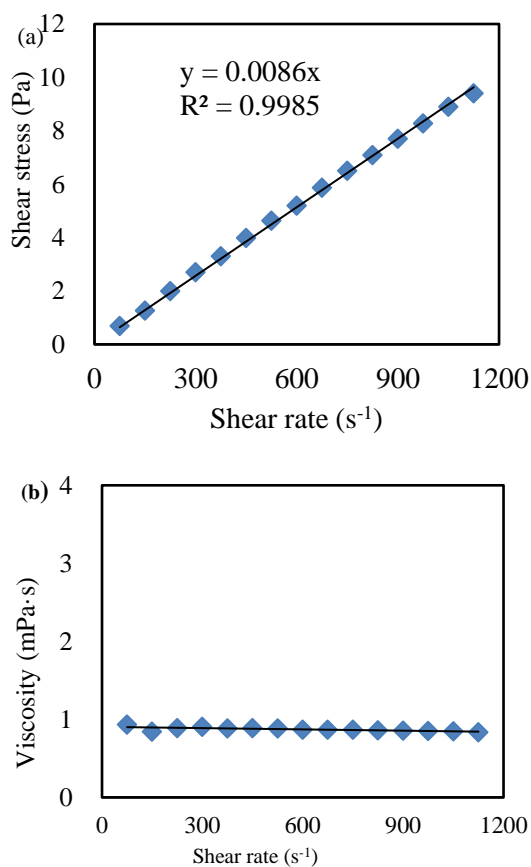 (a)
12
10
8
6
4
2
0
Shear stress (Pa)
y = 0.0086x
R² = 0.9985
0 300 600 900 1200
Shear rate (s⁻¹)
(b)
4
3
2
1
0
Viscosity (mPa·s)
0 300 600 900 1200
Shear rate (s⁻¹)